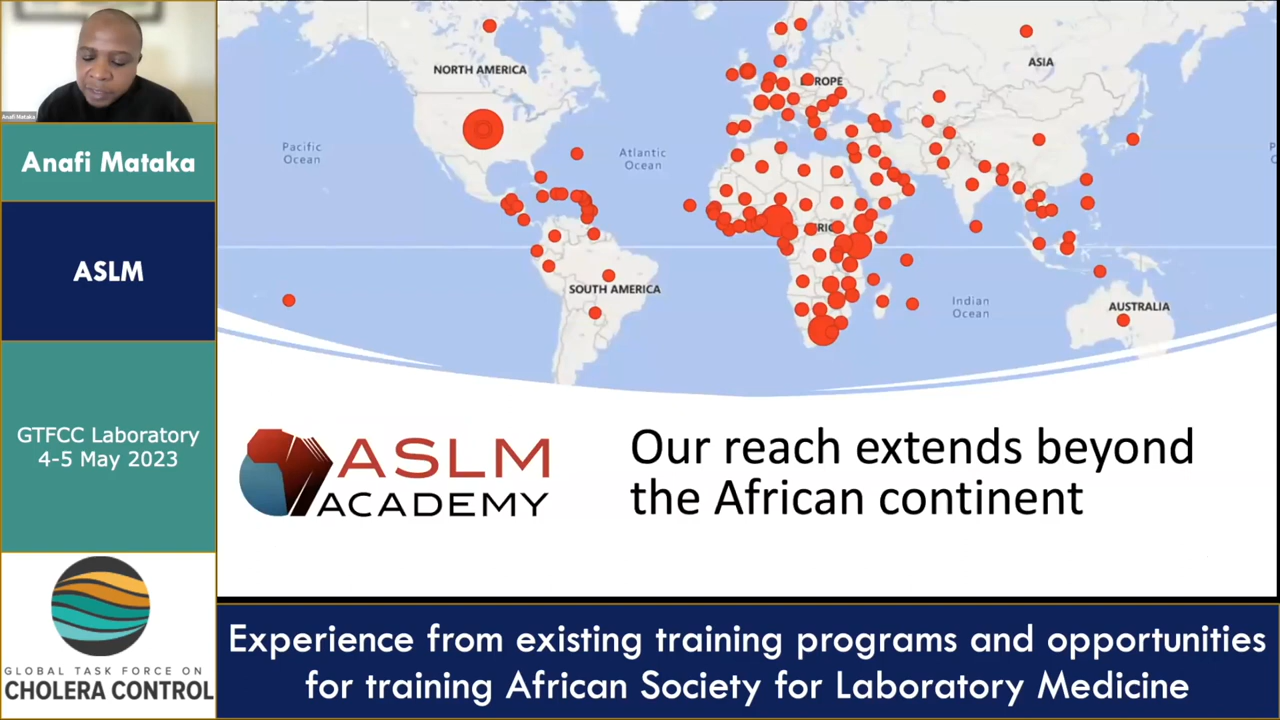 Anafi Mataka
Anafi Mataka
ASLM
GTFCC Laboratory
4-5 May 2023
GLOBAL TASK FORCE ON
CHOLERA CONTROL
NORTH AMERICA
ASIA
Pacific
Ocean
Atlantic
Ocean
SOUTH AMERICA
Indian
Ocean
AUSTRALIA
ASLM
ACADEMY
Our reach extends beyond
the African continent
Experience from existing training programs and opportunities
for training African Society for Laboratory Medicine